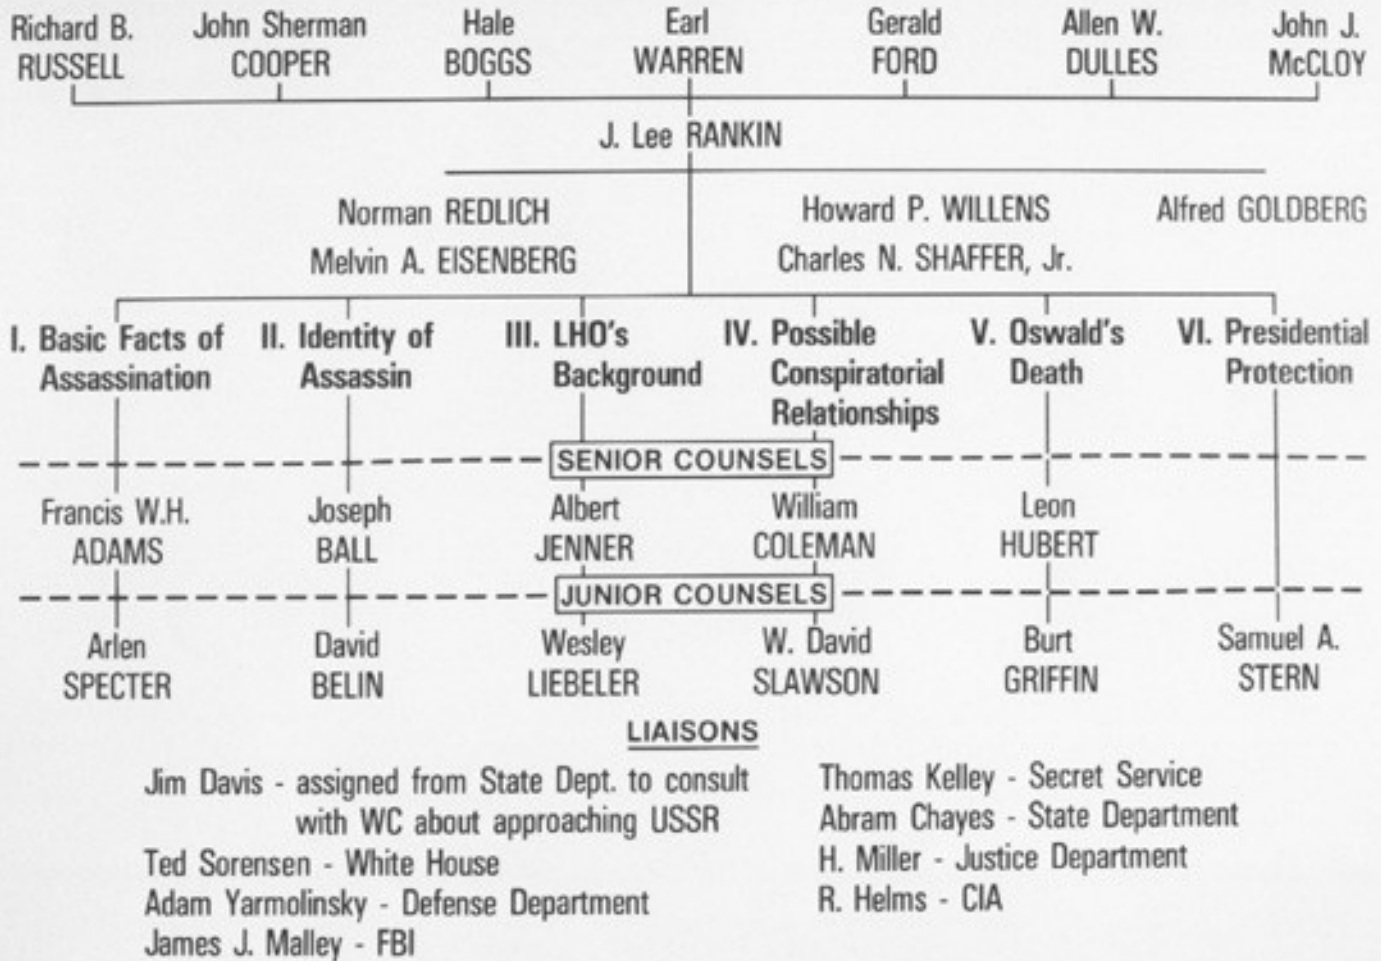 Richard B. RUSSELL
John Sherman COOPER
Hale BOGGS
Earl WARREN
Gerald FORD
Allen W. DULLES
John J. McCLOY
J. Lee RANKIN
Norman REDLICH
Melvin A. EISENBERG
Howard P. WILLENS
Charles N. SHAFFER, Jr.
Alfred GOLDBERG
I. Basic Facts of
Assassination
II. Identity of
Assassin
III. LHO's
Background
IV. Possible
Conspiratorial
Relationships
V. Oswald's
Death
VI. Presidential
Protection
SENIOR COUNSELS
Francis W.H.
ADAMS
Joseph
BALL
Albert
JENNER
William
COLEMAN
Leon
HUBERT
JUNIOR COUNSELS
Arlen
SPECTER
David
BELIN
Wesley
LIEBELER
W. David
SLAWSON
Burt
GRIFFIN
Samuel A.
STERN
LIAISONS
Jim Davis - assigned from State Dept. to consult
with WC about approaching USSR
Ted Sorensen - White House
Adam Yarmolinsky - Defense Department
James J. Malley - FBI
Thomas Kelley - Secret Service
Abram Chayes - State Department
H. Miller - Justice Department
R. Helms - CIA